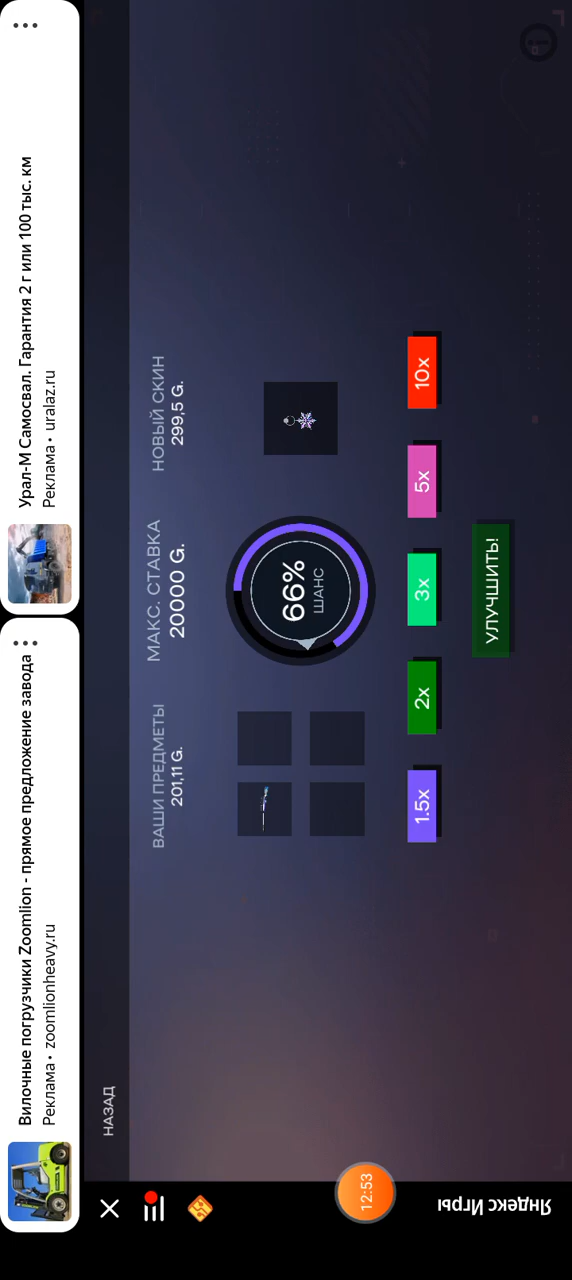 Вилочные погрузчики Zoomlion - прямое предложение завода
Реклама • zoomlionheavy.ru
Урал-М Самосвал. Гарантия 2 г или 100 тыс. км
Реклама • uralaz.ru
НАЗАД
ВАШИ ПРЕДМЕТЫ
201,11 G.
МАКС. СТАВКА
20000 G.
НОВЫЙ СКИН
299,5 G.
66%
ШАНС
1.5x
2x
3x
5x
10x
УЛУЧШИТЬ!
12:53
Яндекс Игры